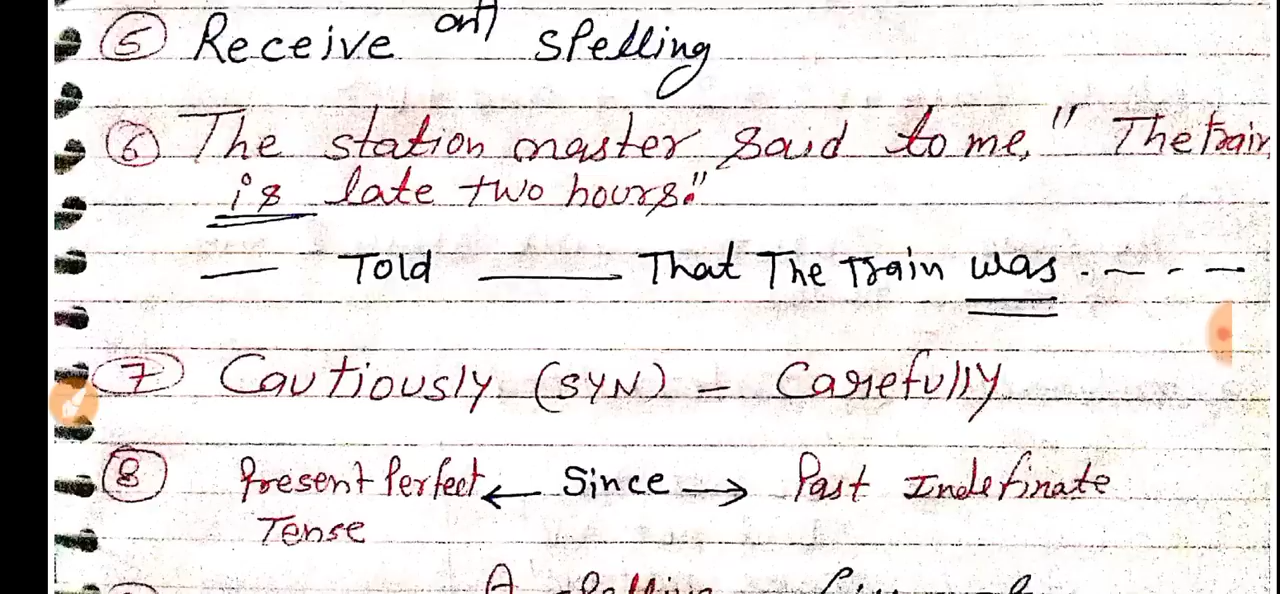 ⑤ Receive की spelling
⑥ The station master said to me, " The train
is late two hours."
— Told —— That The Train was - - - -
⑦ Cautiously (SYN) = Carefully
⑧ Present Perfect ← Since → Past Indefinate
Tense